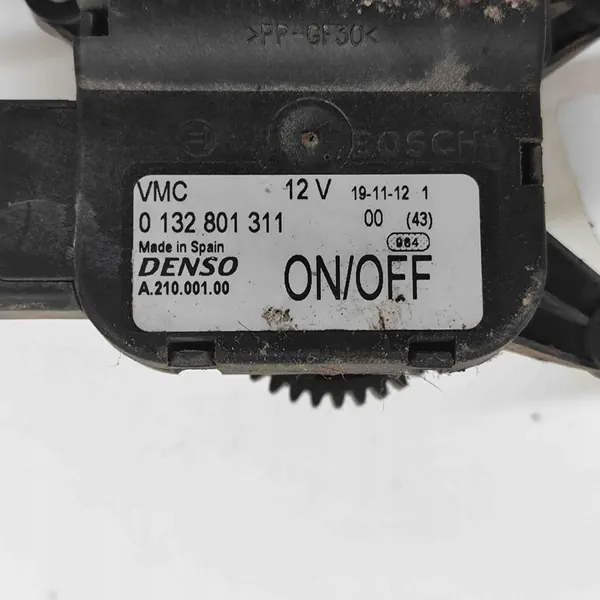 >PP-GF30<
BOSCH
VMC 12 V 19-11-12 1
0 132 801 311 00 (43)
Made in Spain 964
DENSO ON/OFF
A.210.001.00